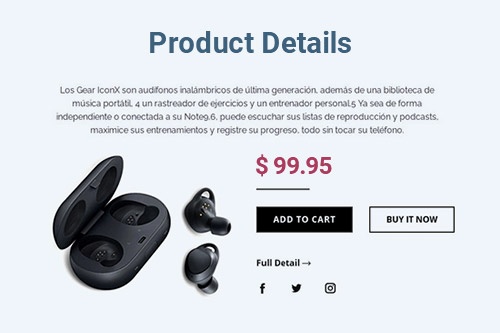 Product Details
Los Gear IconX son audífonos inalámbricos de última generación, además de una biblioteca de
música portátil, 4 un rastreador de ejercicios y un entrenador personal.5 Ya sea de forma
independiente o conectada a su Note9.6, puede escuchar sus listas de reproducción y podcasts,
maximice sus entrenamientos y registre su progreso, todo sin tocar su teléfono.
$ 99.95
ADD TO CART
BUY IT NOW
Full Detail →